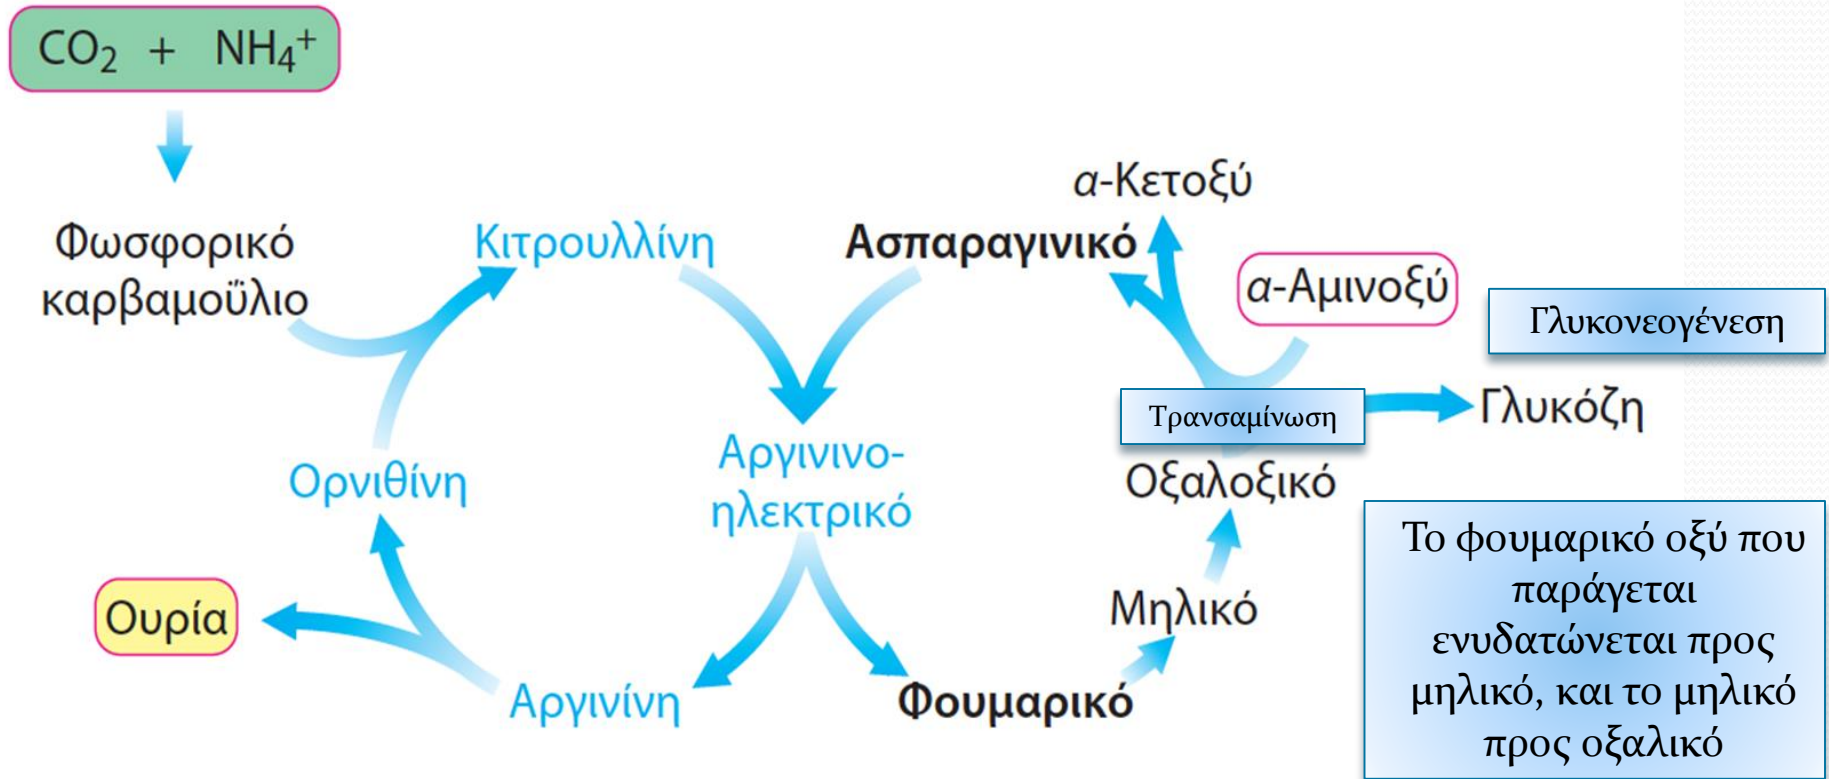 CO₂ + NH₄⁺
Φωσφορικό
καρβαμοΰλιο
Κιτρουλλίνη
Ασπαραγινικό
α-Κετοξύ
α-Αμινοξύ
Γλυκονεογένεση
Τρανσαμίνωση
Γλυκόζη
Ορνιθίνη
Αργινινο-
ηλεκτρικό
Οξαλοξικό
Ουρία
Μηλικό
Αργινίνη
Φουμαρικό
Το φουμαρικό οξύ που
παράγεται
ενυδατώνεται προς
μηλικό, και το μηλικό
προς οξαλικό